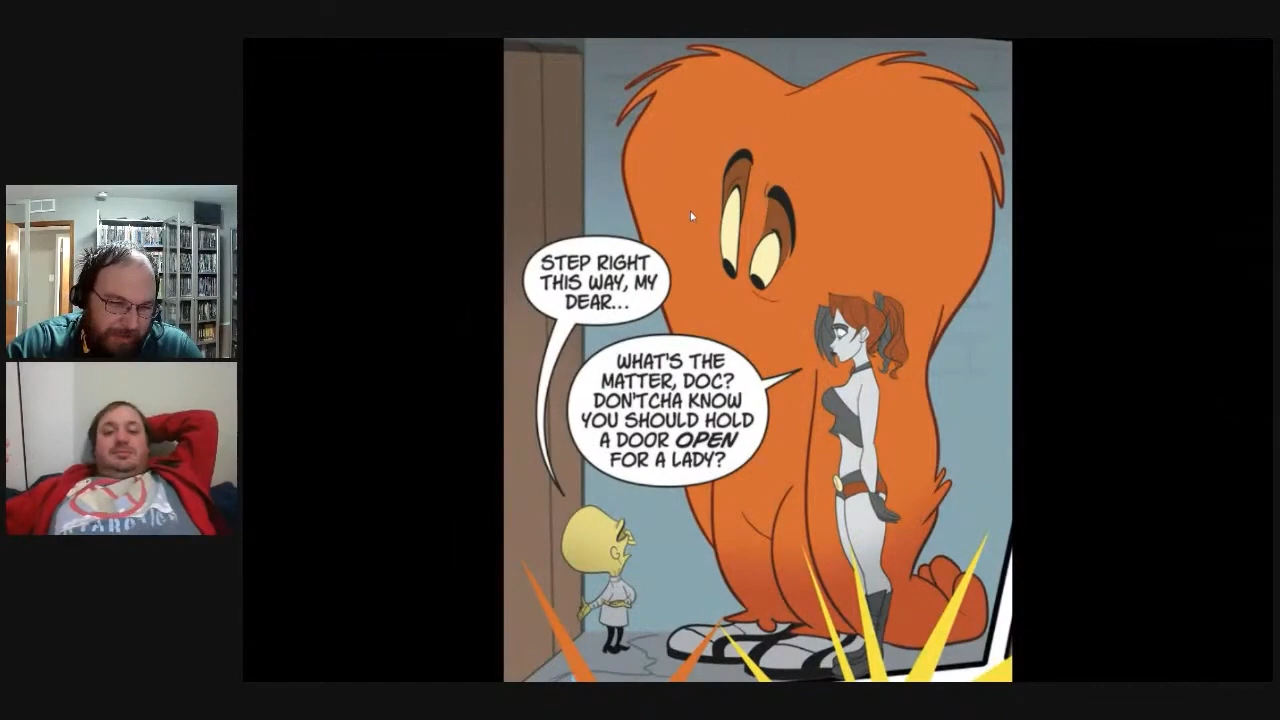 STEP RIGHT
THIS WAY, MY
DEAR...
WHAT'S THE
MATTER, DOC?
DON'TCHA KNOW
YOU SHOULD HOLD
A DOOR OPEN
FOR A LADY?